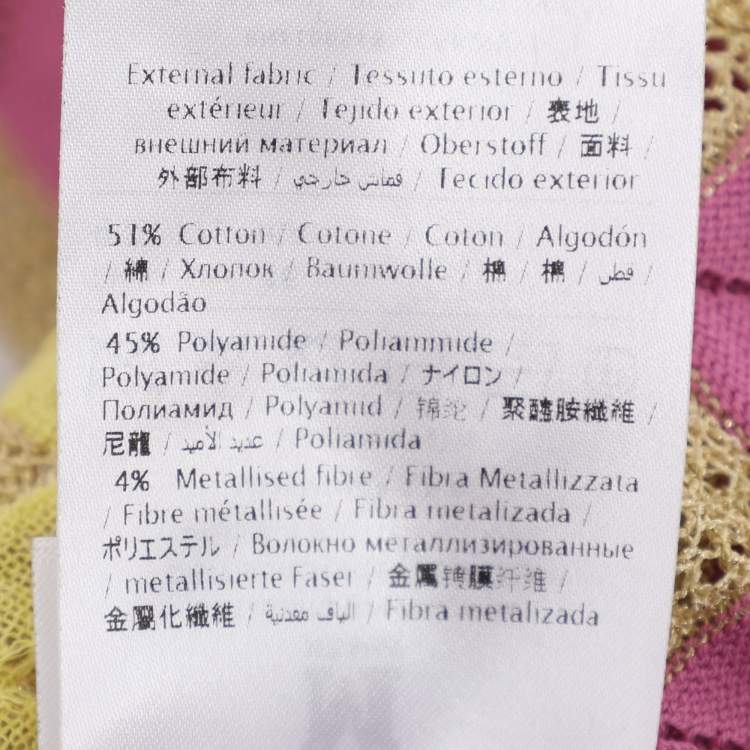 External fabric / Tessuto esterno / Tissu
extérieur / Tejido exterior / 表地 /
внешний материал / Oberstoff / 面料 /
外部布料 / قماش خارجي / Tecido exterior
51% Cotton / Cotone / Coton / Algodón
/ 綿 / Хлопок / Baumwolle / 棉 / 棉 / قطن /
Algodão
45% Polyamide / Poliammide /
Polyamide / Poliamida / ナイロン /
Полиамид / Polyamid / 锦纶 / 聚醯胺纖維 /
尼龍 / عديد الأميد / Poliamida
4% Metallised fibre / Fibra Metallizzata
/ Fibre métallisée / Fibra metalizada /
ポリエステル / Волокно металлизированные
/ metallisierte Faser / 金属镀膜纤维 /
金屬化纖維 / الياف معدنية / Fibra metalizada